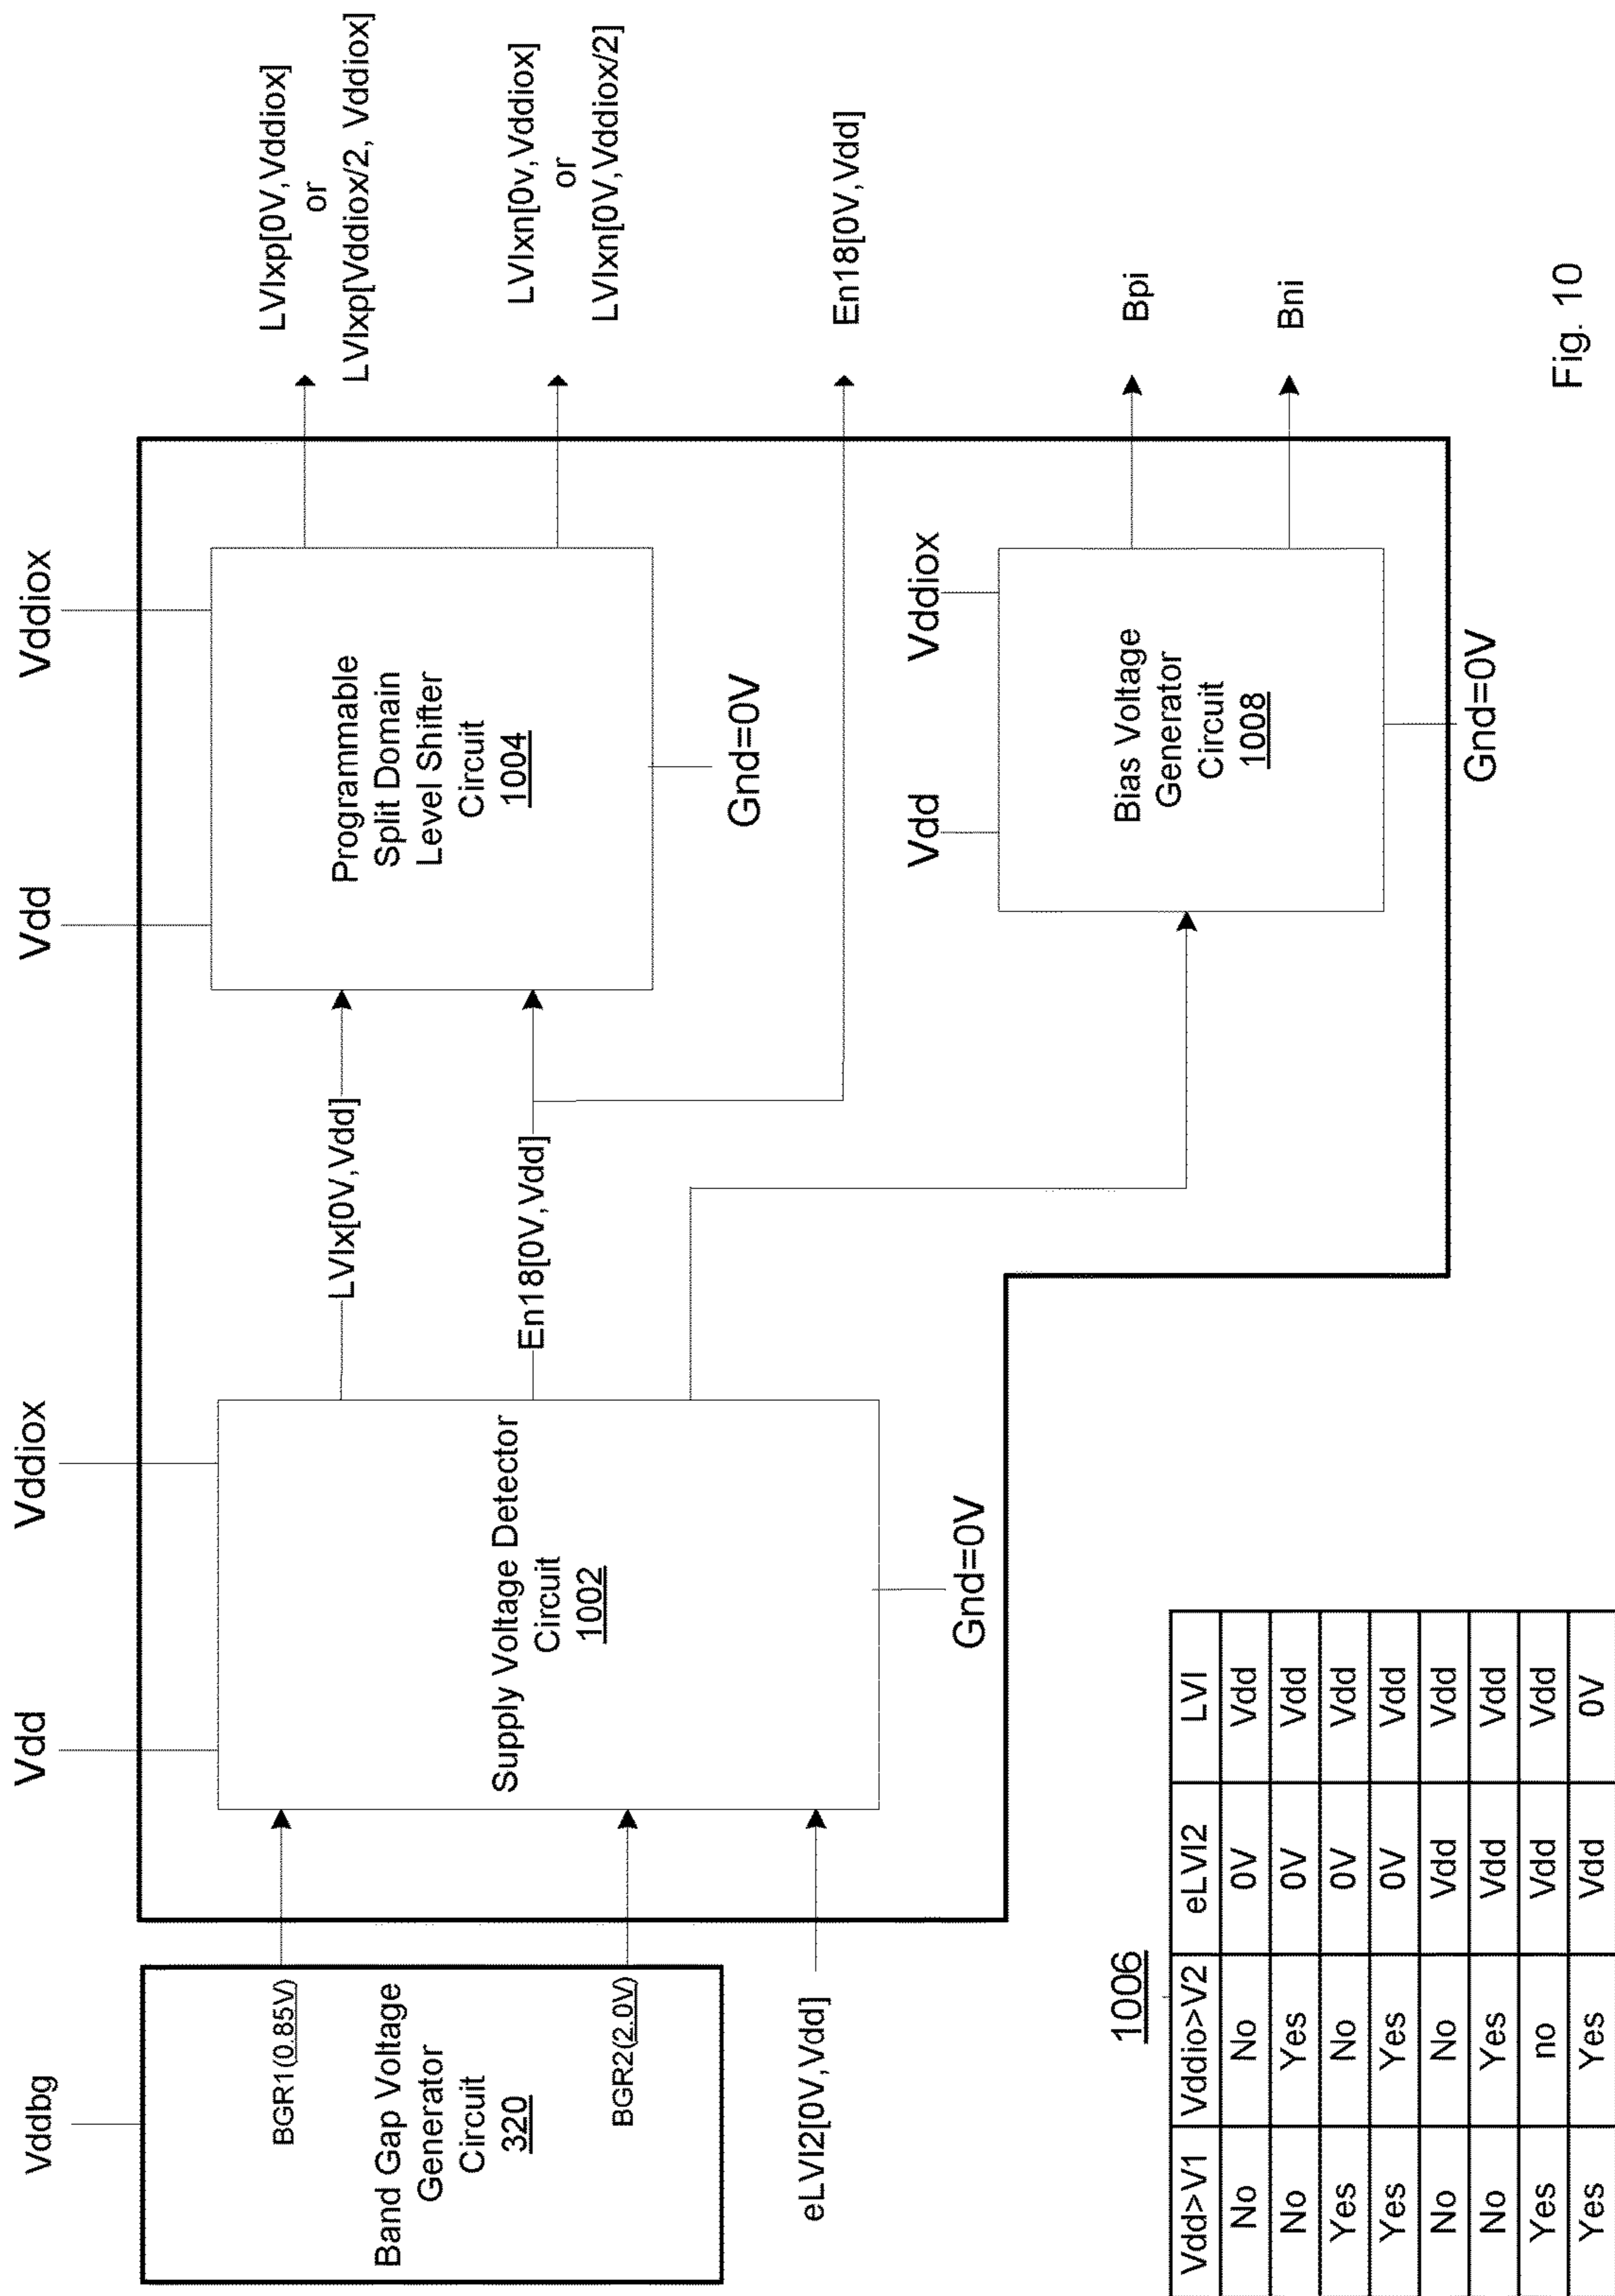 Vddbg
BGR1(0.85V)
Band Gap Voltage
Generator
Circuit
320
BGR2(2.0V)
eLVI2[0V,Vdd]
Vdd
Vddiox
Supply Voltage Detector
Circuit
1002
Gnd=0V
LVIx[0V,Vdd]
En18[0V,Vdd]
Vdd
Vddiox
Programmable
Split Domain
Level Shifter
Circuit
1004
Gnd=0V
Vdd
Vddiox
Bias Voltage
Generator
Circuit
1008
Gnd=0V
LVIxp[0V,Vddiox]
or
LVIxp[Vddiox/2, Vddiox]
LVIxn[0v,Vddiox]
or
LVIxn[0V,Vddiox/2]
En18[0V,Vdd]
Bpi
Bni
1006
Vdd>V1 Vddio>V2 eLVI2 LVI
No No 0V Vdd
No Yes 0V Vdd
Yes No 0V Vdd
Yes Yes 0V Vdd
No No Vdd Vdd
No Yes Vdd Vdd
Yes no Vdd Vdd
Yes Yes Vdd 0V
Fig. 10